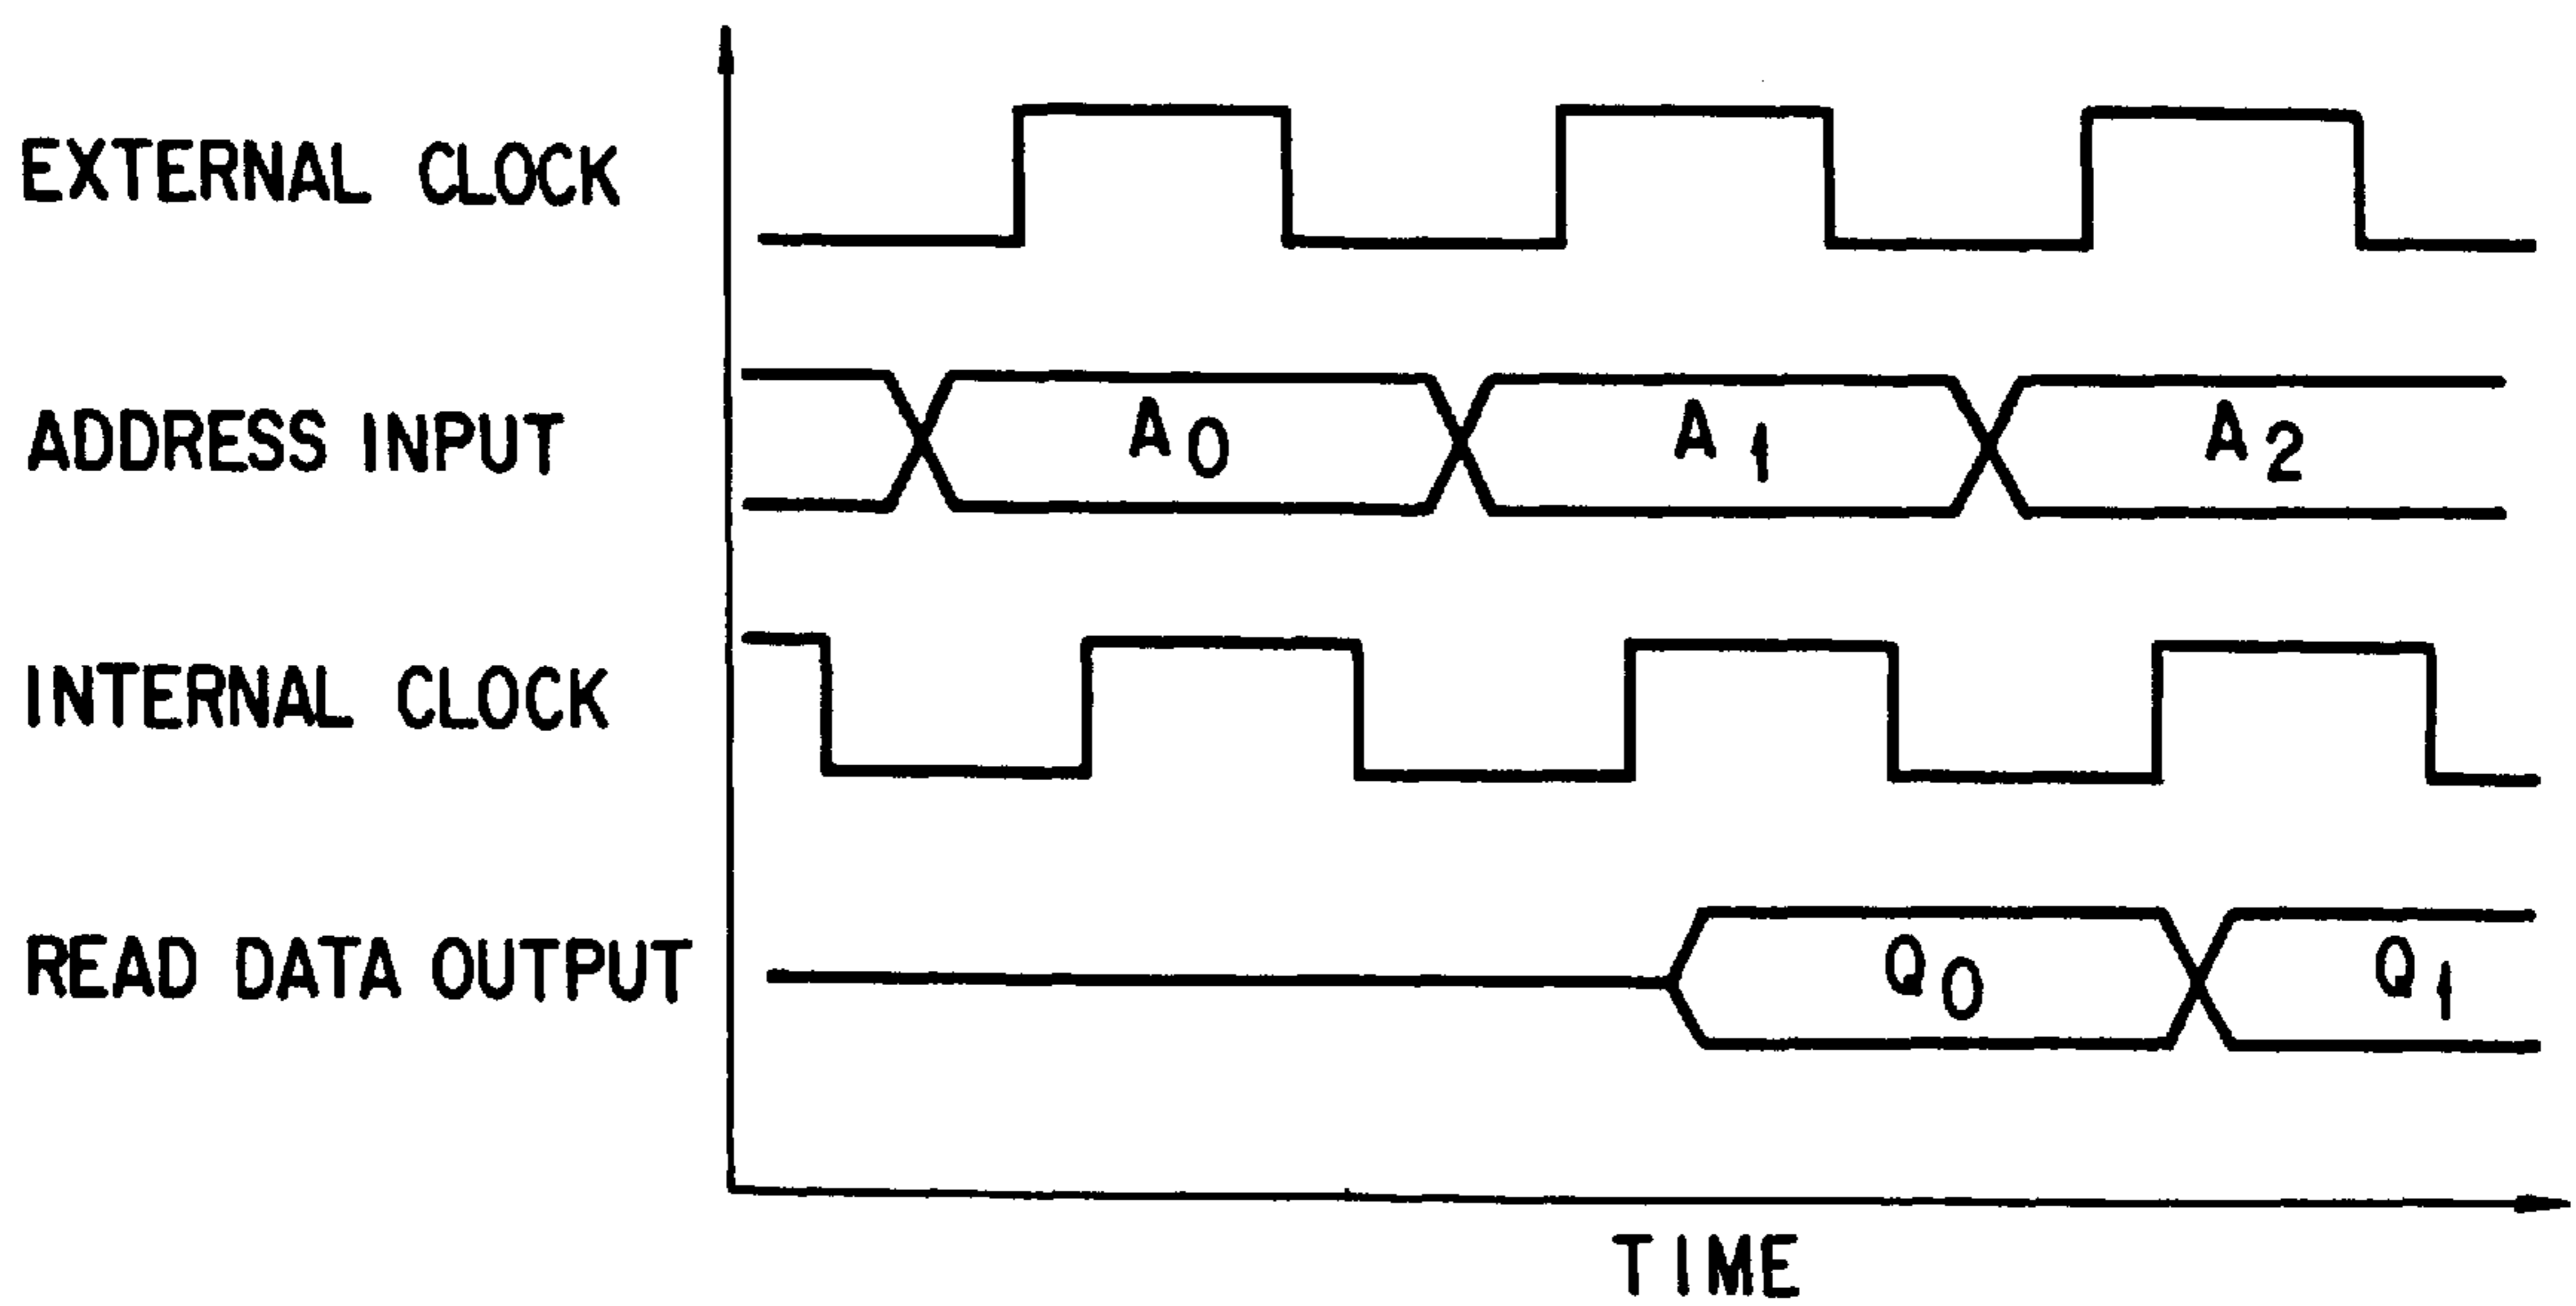 EXTERNAL CLOCK
ADDRESS INPUT A0 A1 A2
INTERNAL CLOCK
READ DATA OUTPUT Q0 Q1
TIME